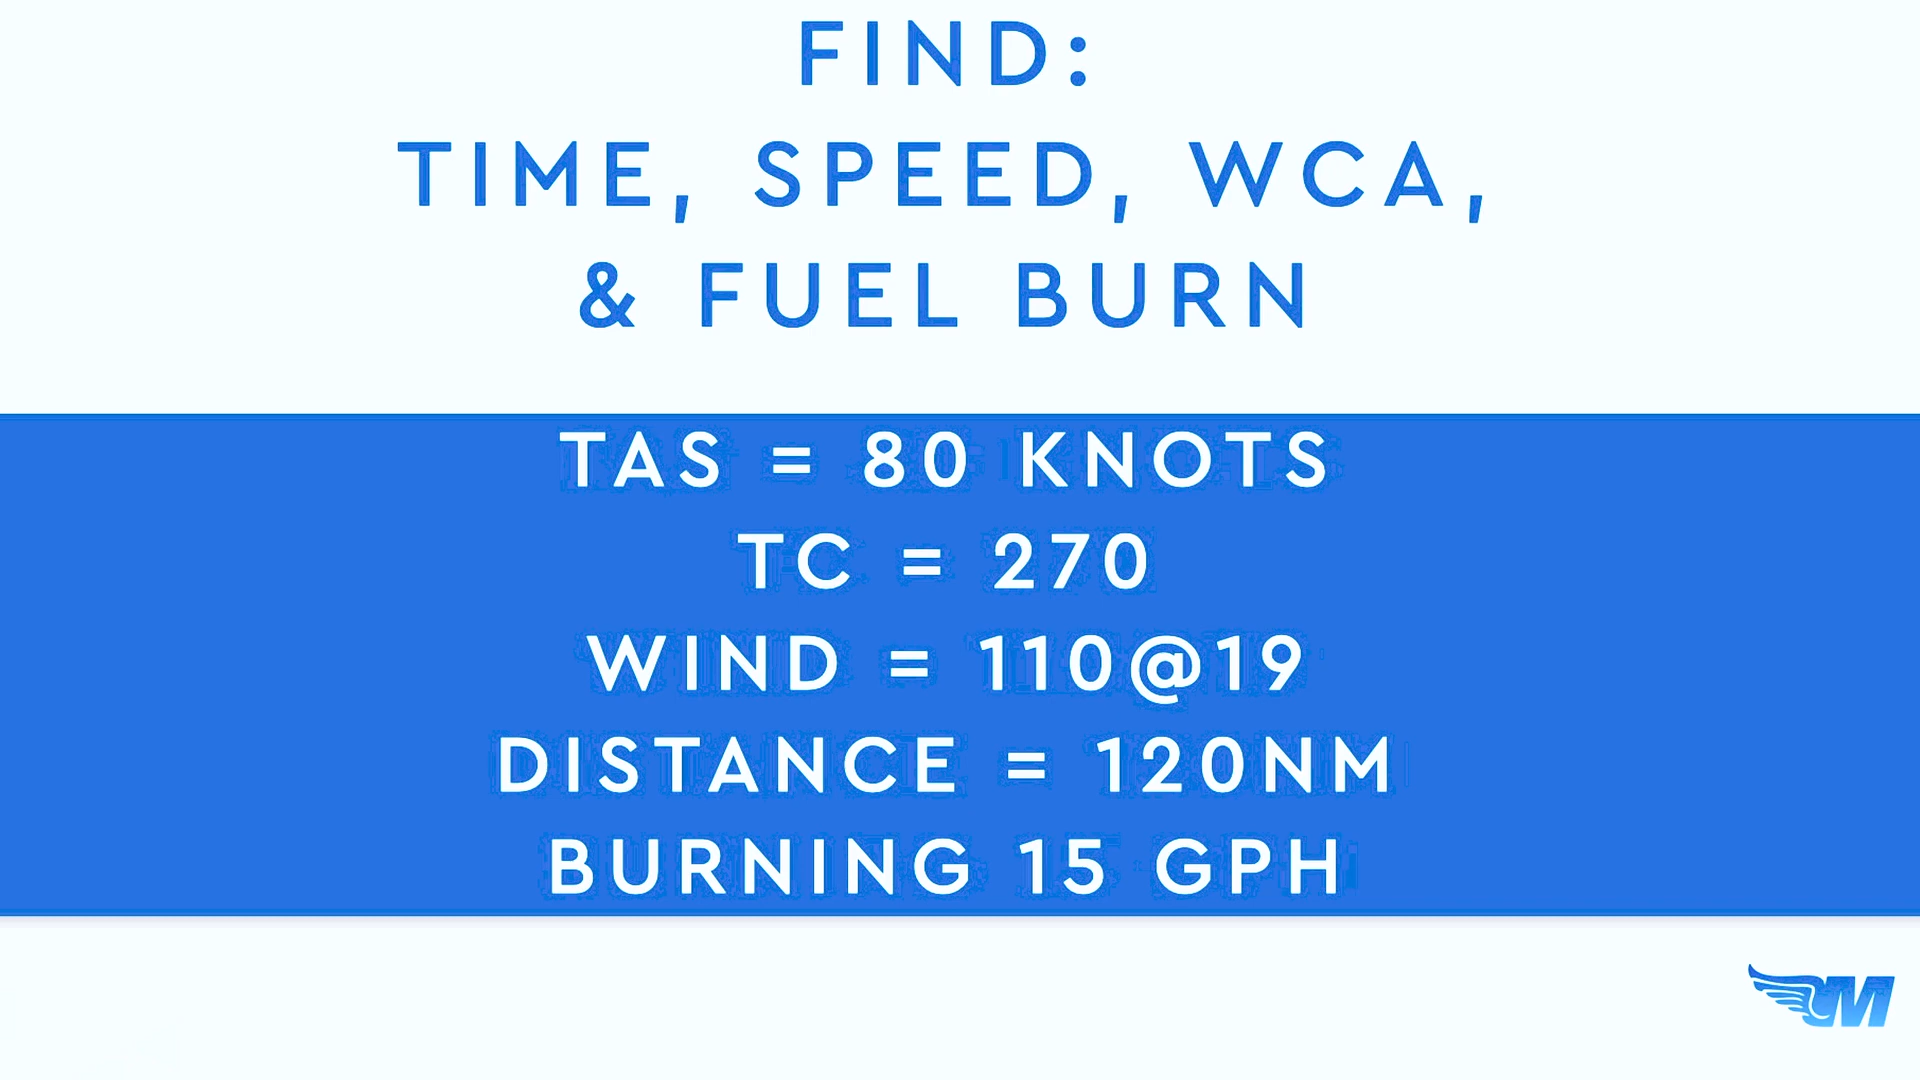 FIND:
TIME, SPEED, WCA,
& FUEL BURN
TAS = 80 KNOTS
TC = 270
WIND = 110@19
DISTANCE = 120NM
BURNING 15 GPH
M